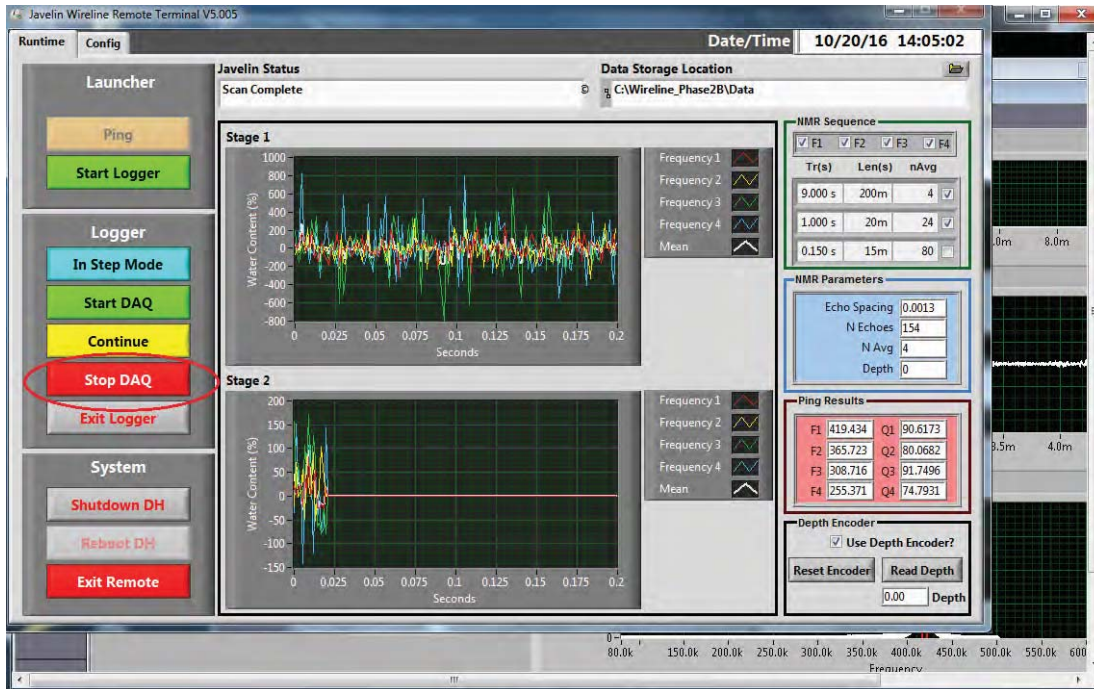 Javelin Wireline Remote Terminal V5.005
Runtime
Config
Date/Time
10/20/16 14:05:02
Launcher
Ping
Start Logger
Logger
In Step Mode
Start DAQ
Continue
Stop DAQ
Exit Logger
System
Shutdown DH
Reboot DH
Exit Remote
Javelin Status
Scan Complete
Data Storage Location
C:\Wireline_Phase2B\Data
Stage 1
Water Content (%)
1000
800
600
400
200
0
-200
-400
-600
-800
0 0.025 0.05 0.075 0.1 0.125 0.15 0.175 0.2
Seconds
Frequency 1
Frequency 2
Frequency 3
Frequency 4
Mean
Stage 2
Water Content (%)
200
150
100
50
0
-50
-100
-150
0 0.025 0.05 0.075 0.1 0.125 0.15 0.175 0.2
Seconds
Frequency 1
Frequency 2
Frequency 3
Frequency 4
Mean
NMR Sequence
F1 F2 F3 F4
Tr(s) Len(s) nAvg
9.000 s 200m 4
1.000 s 20m 24
0.150 s 15m 80
NMR Parameters
Echo Spacing 0.0013
N Echoes 154
N Avg 4
Depth 0
Ping Results
F1 419.434 Q1 90.6173
F2 365.723 Q2 80.0682
F3 308.716 Q3 91.7496
F4 255.371 Q4 74.7931
Depth Encoder
Use Depth Encoder?
Reset Encoder
Read Depth
0.00 Depth
8.0m
4.0m
0
80.0k 150.0k 200.0k 250.0k 300.0k 350.0k 400.0k 450.0k 500.0k 550.0k
Frequency